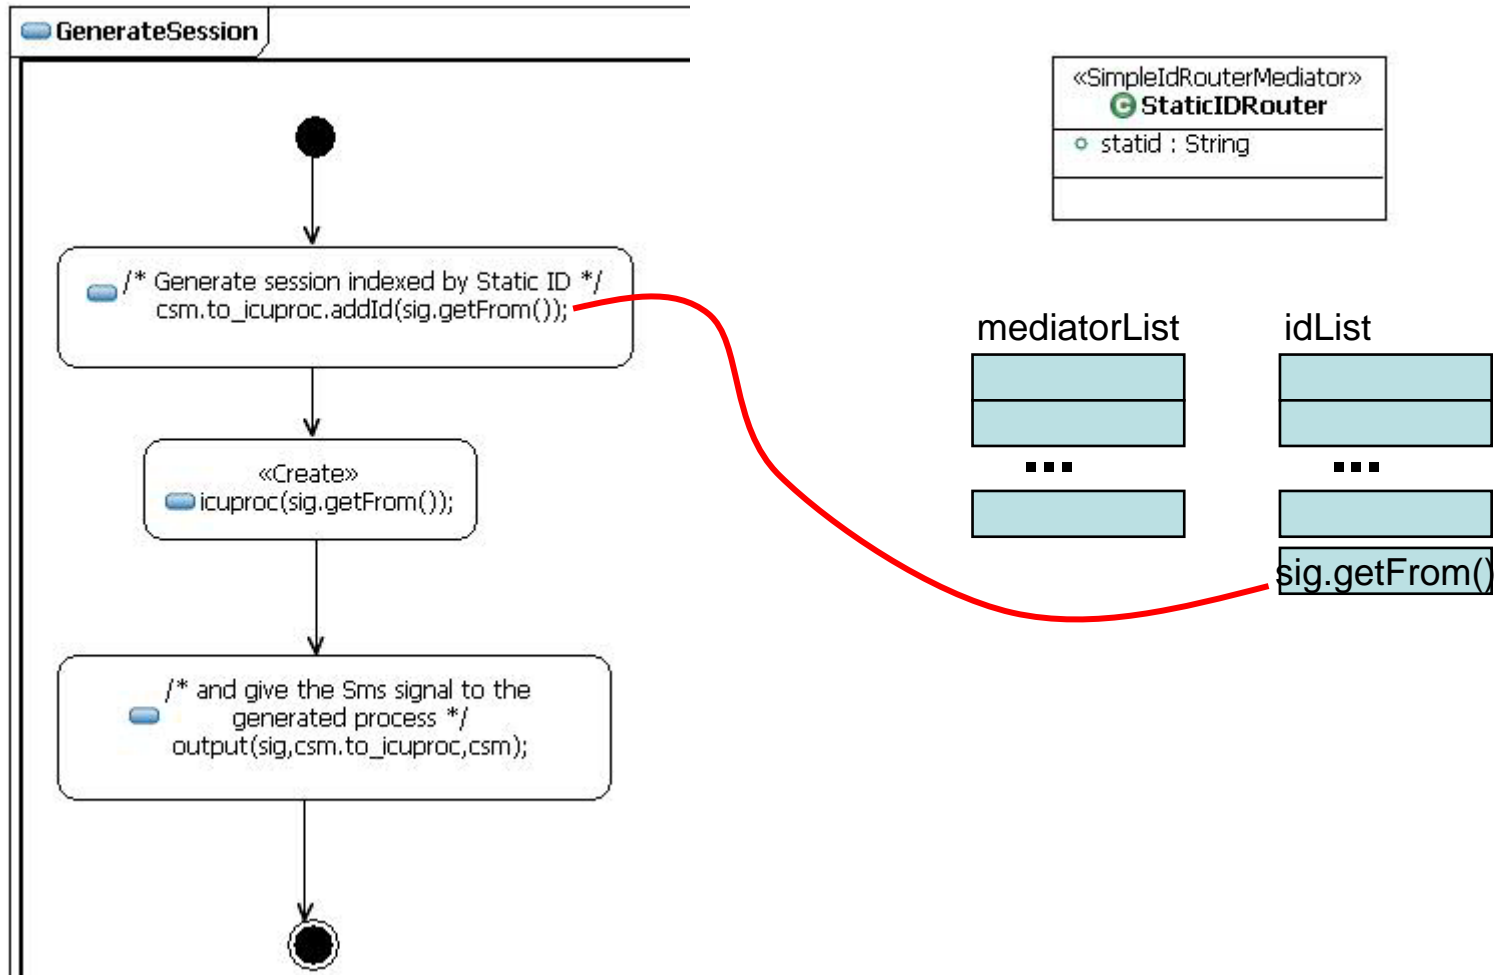 GenerateSession
/* Generate session indexed by Static ID */
csm.to_icuproc.addId(sig.getFrom());
«Create»
icuproc(sig.getFrom());
/* and give the Sms signal to the
generated process */
output(sig,csm.to_icuproc,csm);
«SimpleIdRouterMediator»
C StaticIDRouter
statid : String
mediatorList
idList
...
...
sig.getFrom()